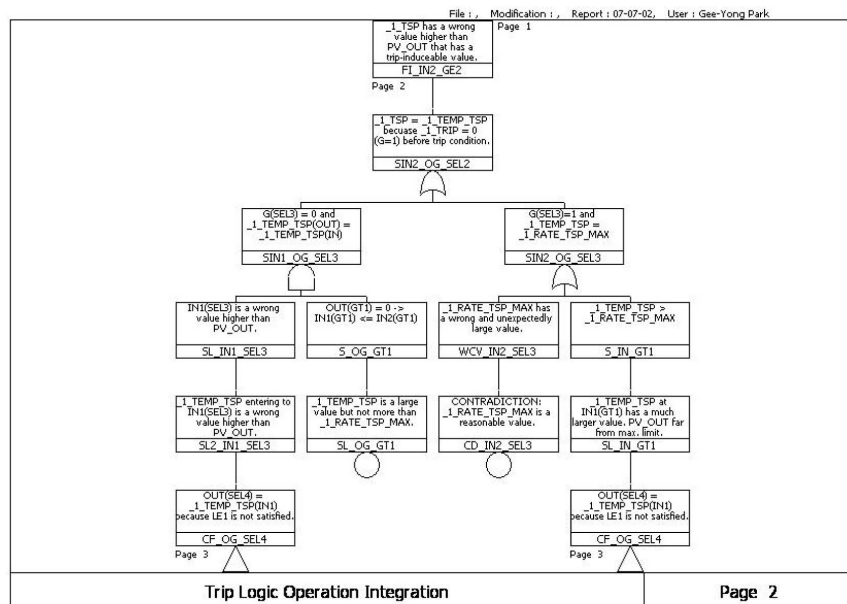 File : ,   Modification : ,   Report : 07-07-02,   User : Gee-Yong Park
_1_TSP has a wrong
value higher than
PV_OUT that has a
trip-induceable value.
FI_IN2_GE2
Page 1
Page 2
_1_TSP = _1_TEMP_TSP
becuase _1_TRIP = 0
(G=1) before trip condition.
SIN2_OG_SEL2
G(SEL3) = 0 and
_1_TEMP_TSP(OUT) =
_1_TEMP_TSP(IN)
SIN1_OG_SEL3
G(SEL3)=1 and
_1_TEMP_TSP =
_1_RATE_TSP_MAX
SIN2_OG_SEL3
IN1(SEL3) is a wrong
value higher than
PV_OUT.
SL_IN1_SEL3
OUT(GT1) = 0 ->
IN1(GT1) <= IN2(GT1)
S_OG_GT1
_1_RATE_TSP_MAX has
a wrong and unexpectedly
large value.
WCV_IN2_SEL3
_1_TEMP_TSP >
_1_RATE_TSP_MAX
S_IN_GT1
_1_TEMP_TSP entering to
IN1(SEL3) is a wrong
value higher than
PV_OUT.
SL2_IN1_SEL3
_1_TEMP_TSP is a large
value but not more than
_1_RATE_TSP_MAX.
SL_OG_GT1
CONTRADICTION:
_1_RATE_TSP_MAX is a
reasonable value.
CD_IN2_SEL3
_1_TEMP_TSP at
IN1(GT1) has a much
larger value. PV_OUT far
from max. limit.
SL_IN_GT1
OUT(SEL4) =
_1_TEMP_TSP(IN1)
because LE1 is not satisfied.
CF_OG_SEL4
Page 3
OUT(SEL4) =
_1_TEMP_TSP(IN1)
because LE1 is not satisfied.
CF_OG_SEL4
Page 3
Trip Logic Operation Integration
Page 2